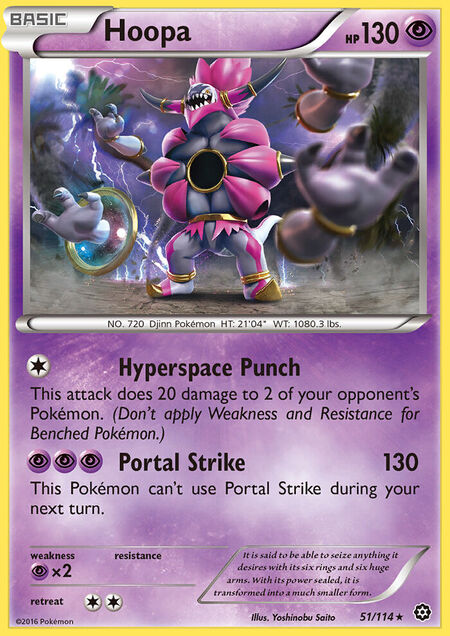 BASIC
Hoopa
HP 130
NO. 720 Djinn Pokémon HT: 21'04" WT: 1080.3 lbs.
Hyperspace Punch
This attack does 20 damage to 2 of your opponent's
Pokémon. (Don't apply Weakness and Resistance for
Benched Pokémon.)
Portal Strike 130
This Pokémon can't use Portal Strike during your
next turn.
weakness resistance
×2
retreat
It is said to be able to seize anything it
desires with its six rings and six huge
arms. With its power sealed, it is
transformed into a much smaller form.
©2016 Pokémon
Illus. Yoshinobu Saito
51/114 ★